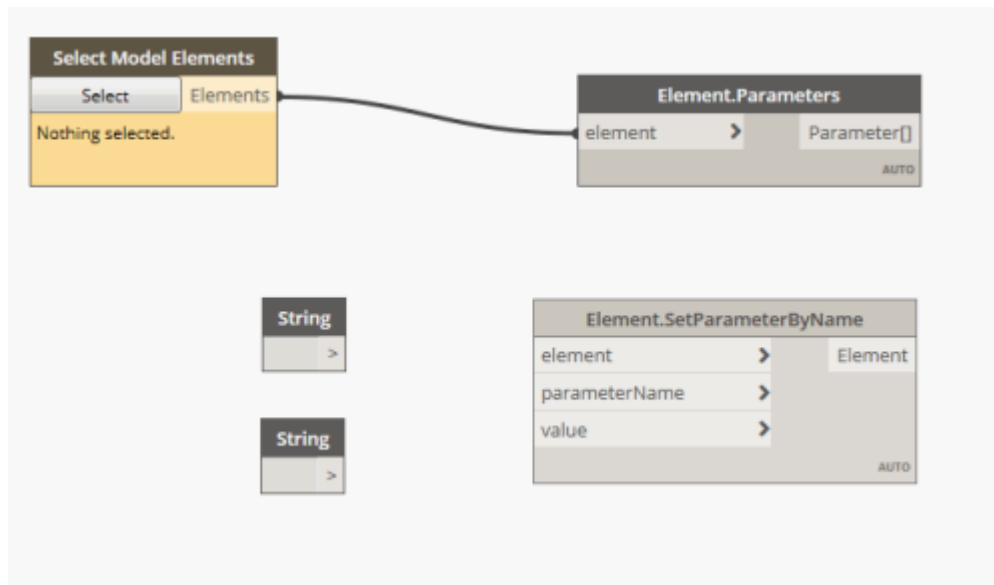 Select Model Elements
Select Elements
Nothing selected.
Element.Parameters
element > Parameter[]
AUTO
String
>
Element.SetParameterByName
element > Element
parameterName >
value >
AUTO
String
>